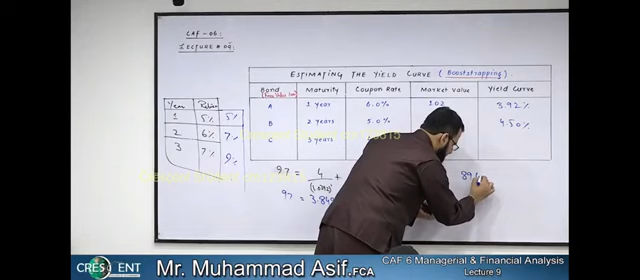 CAF-06:
LECTURE # 09
ESTIMATING THE YIELD CURVE (Bootstrapping)
Bond Maturity Coupon Rate Market Value Yield Curve
A 1 year 6.0% 102 3.92%
B 2 years 5.0% 4.50%
C 3 years
Year
1 5% 5%
2 6% 7%
3 7% 9%
97 = 4 +
97 = 3.849
89
CRESCENT
Mr. Muhammad Asif,FCA
CAF 6 Managerial & Financial Analysis
Lecture 9